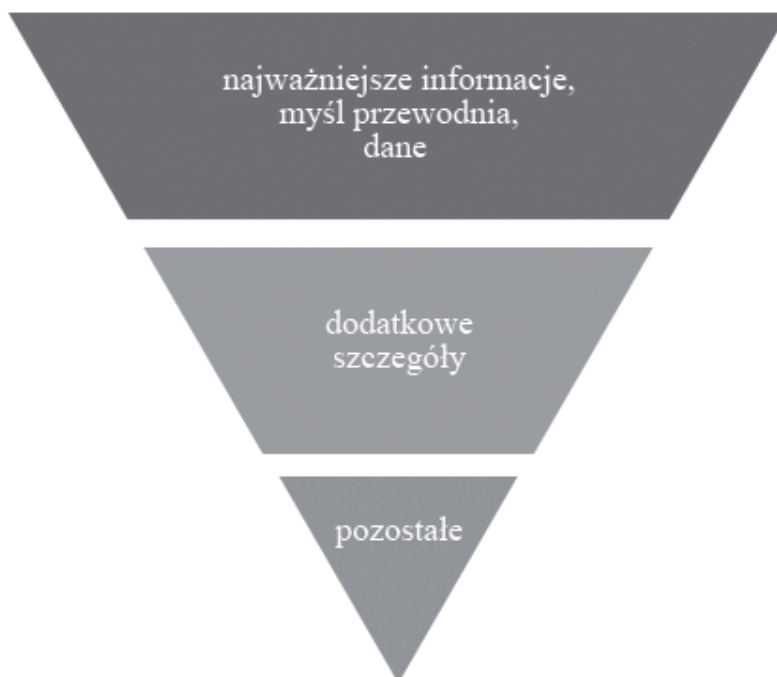 najważniejsze informacje,
myśl przewodnia,
dane
dodatkowe
szczegóły
pozostałe